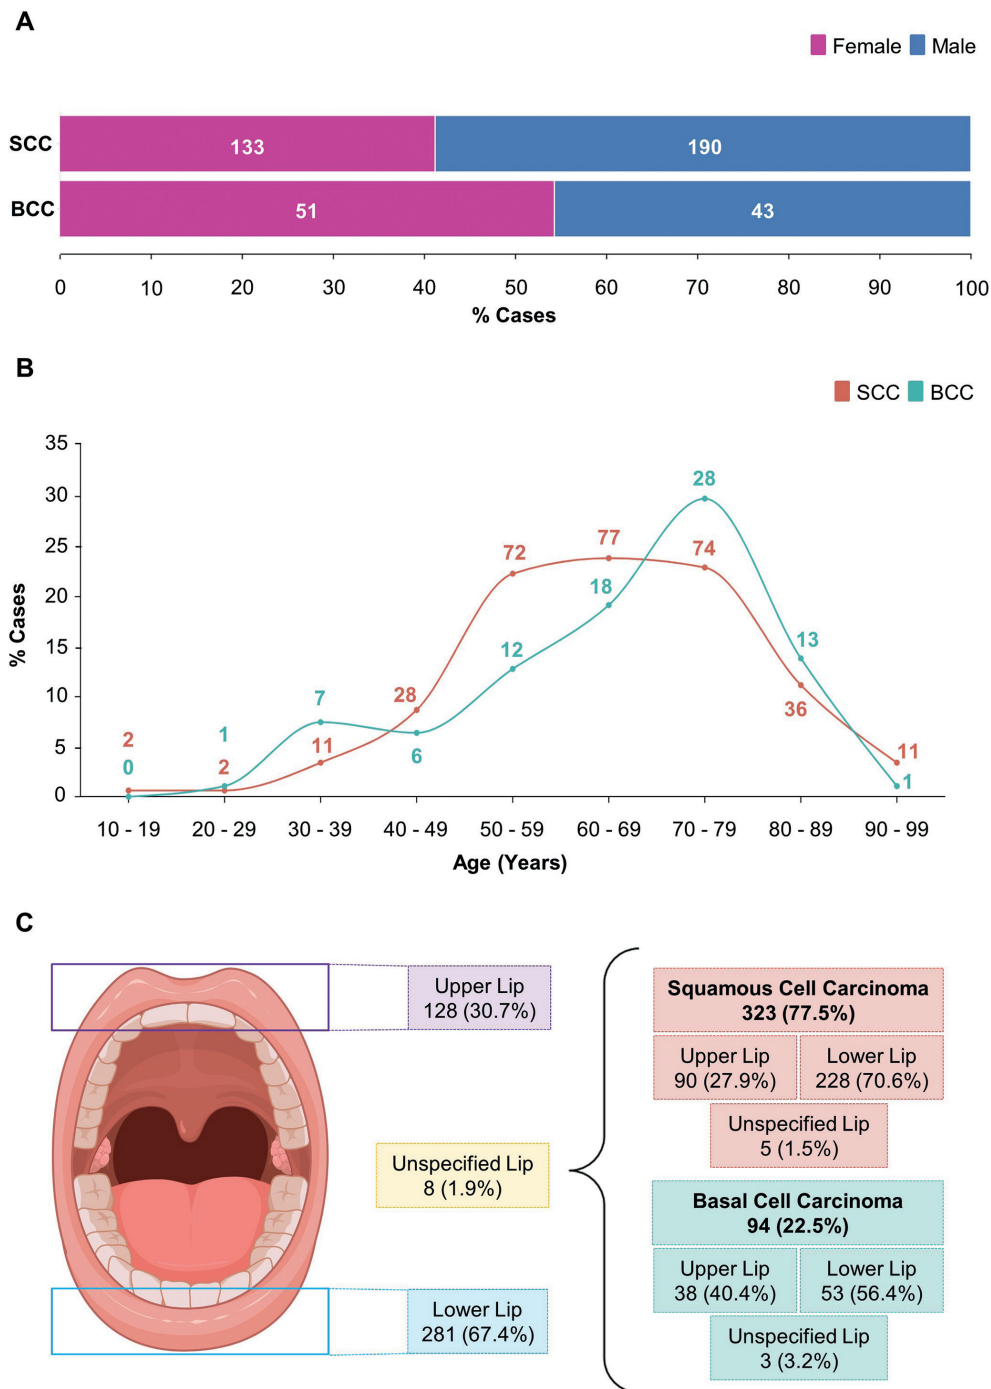 A
Female Male
SCC 133 190
BCC 51 43
0 10 20 30 40 50 60 70 80 90 100
% Cases
B
SCC BCC
35
30
25
20
15
10
5
0
% Cases
2 2 11 28 72 77 74 36 11
0 1 7 6 12 18 28 13 1
10 - 19 20 - 29 30 - 39 40 - 49 50 - 59 60 - 69 70 - 79 80 - 89 90 - 99
Age (Years)
C
Upper Lip
128 (30.7%)
Unspecified Lip
8 (1.9%)
Lower Lip
281 (67.4%)
Squamous Cell Carcinoma
323 (77.5%)
Upper Lip
90 (27.9%)
Lower Lip
228 (70.6%)
Unspecified Lip
5 (1.5%)
Basal Cell Carcinoma
94 (22.5%)
Upper Lip
38 (40.4%)
Lower Lip
53 (56.4%)
Unspecified Lip
3 (3.2%)